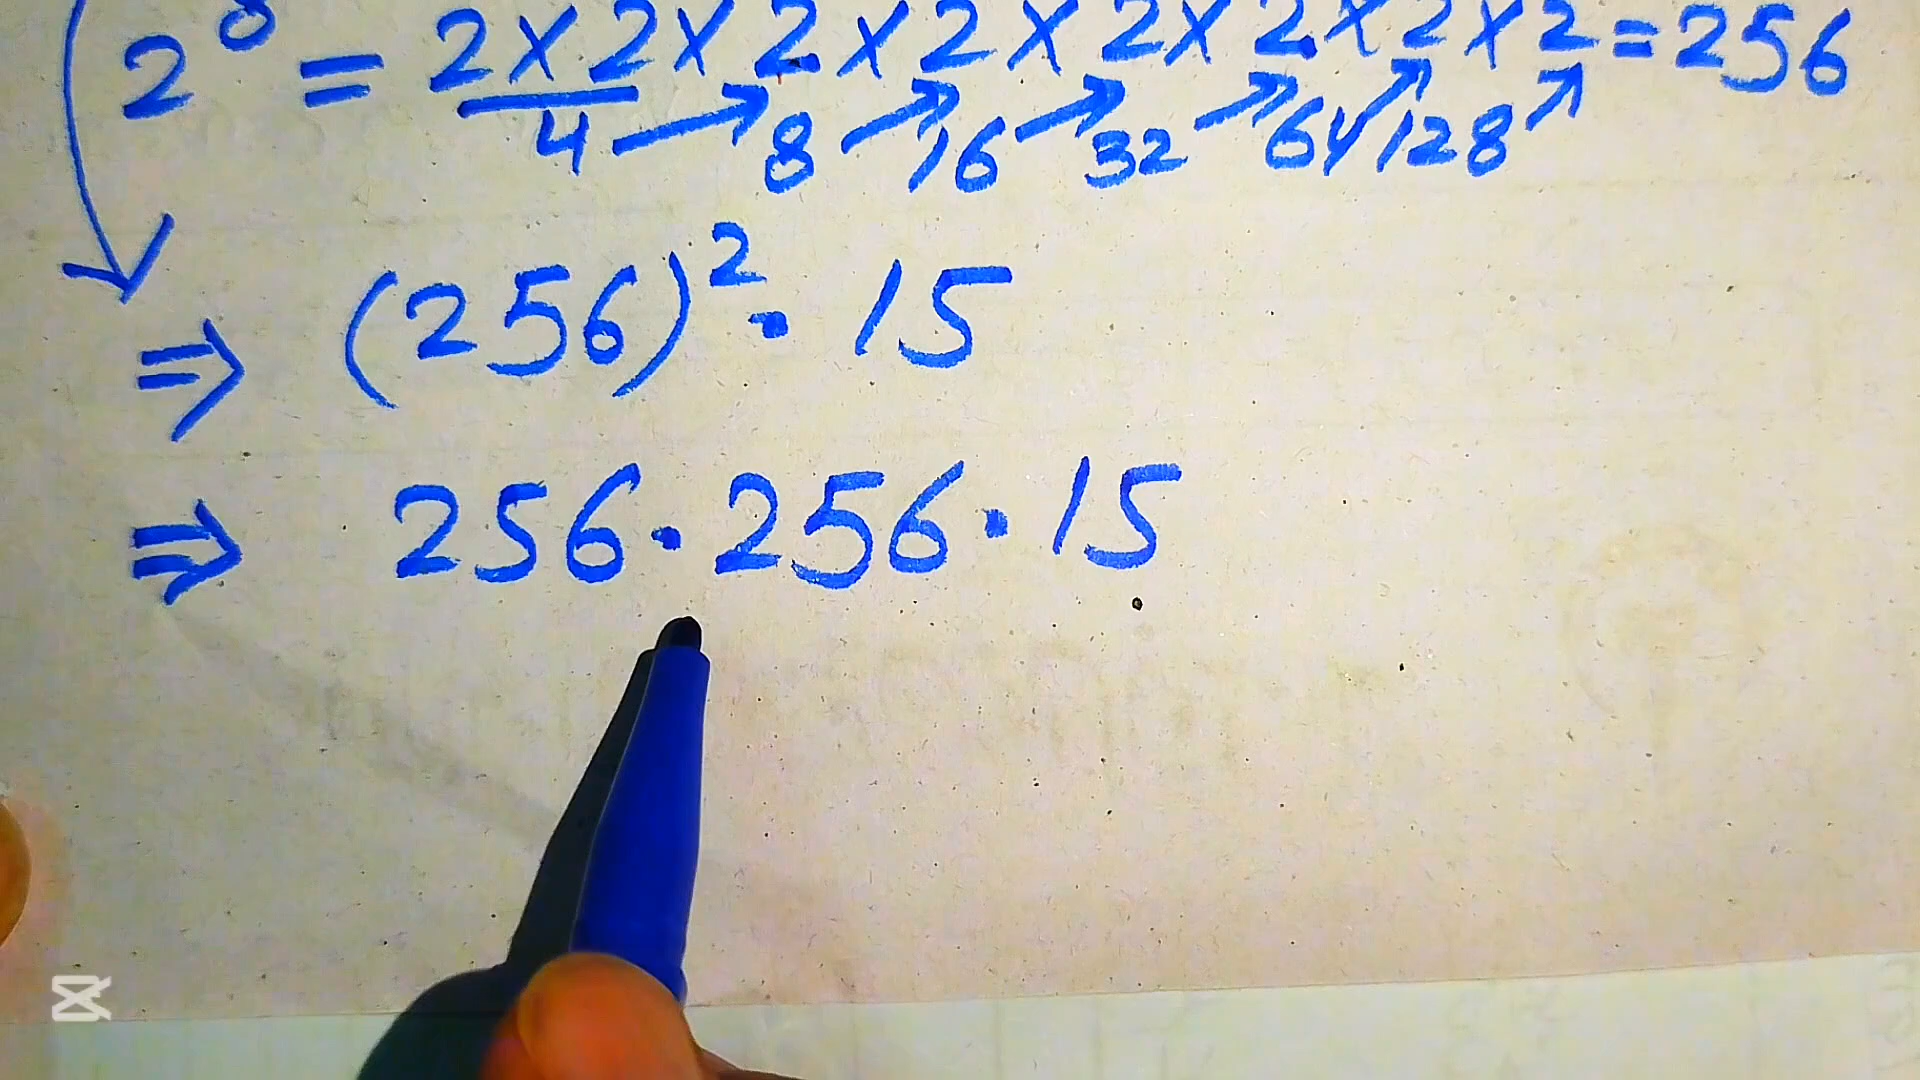 2⁸ = 2 × 2 × 2 × 2 × 2 × 2 × 2 × 2 = 256
4 → 8 → 16 → 32 → 64 → 128 →
⇒ (256)² · 15
⇒ 256 · 256 · 15